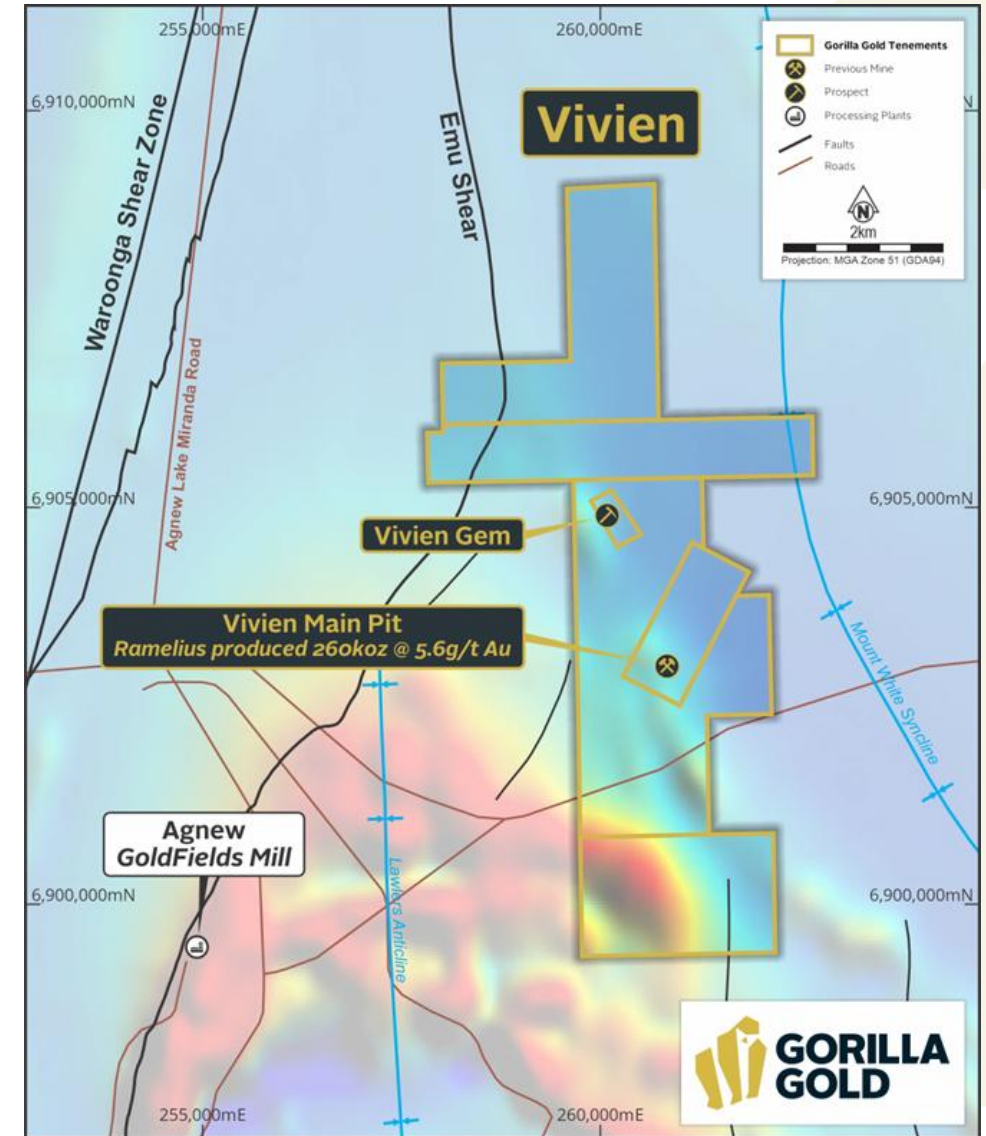 255,000mE
260,000mE
6,910,000mN
N
Gorilla Gold Tenements
Previous Mine
Prospect
Processing Plants
Faults
Roads
N
2km
Projection: MGA Zone 51 (GDA94)
Vivien
Waroonga Shear Zone
Emu Shear
Agnew Lake Miranda Road
6,905,000mN
6,905,000mN
Vivien Gem
Vivien Main Pit
Ramelius produced 260koz @ 5.6g/t Au
Mount White Syncline
Agnew
GoldFields Mill
Lawlers Anticline
6,900,000mN
6,900,000mN
GORILLA
GOLD
255,000mE
260,000mE